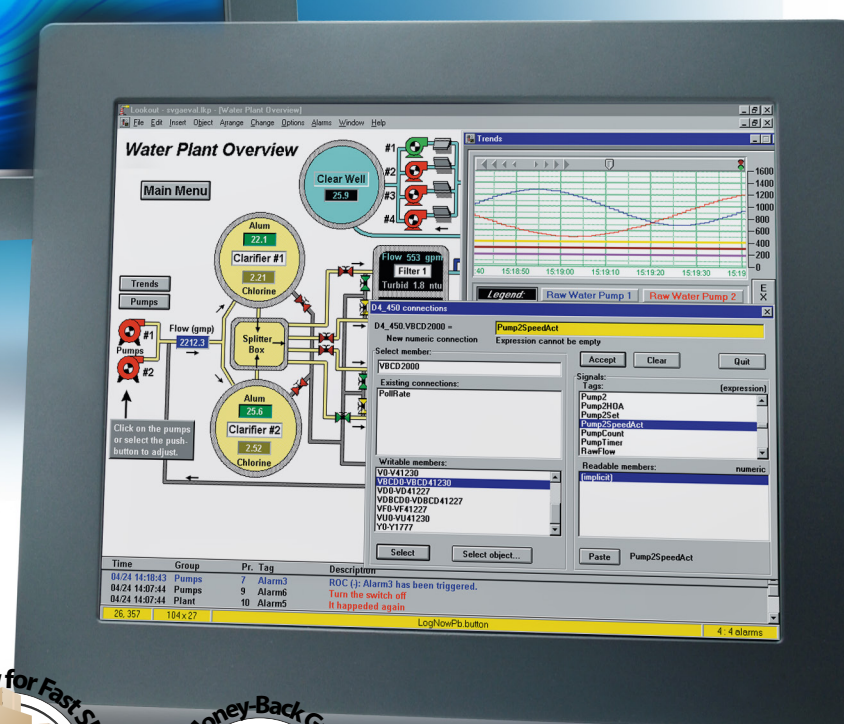 Lookout - svgaeval.lkp - [Water Plant Overview]
File Edit Insert Object Arrange Change Options Alarms Window Help
Water Plant Overview
Main Menu
Clear Well
25.9
#1
#2
#3
#4
Trends
1600
1400
1200
1000
800
600
400
200
0
:40 15:18:50 15:19:00 15:19:10 15:19:20 15:19:30 15:19
Legend: Raw Water Pump 1 Raw Water Pump 2
E
X
Alum
22.1
Clarifier #1
2.21
Chlorine
Flow 553 gpm
Filter 1
Turbid 1.8 ntu
Trends
Pumps
#1
Pumps
#2
Flow (gmp)
2212.3
Splitter
Box
Alum
25.6
Clarifier #2
2.52
Chlorine
Click on the pumps
or select the push-
button to adjust.
D4_450 connections
D4_450.VBCD2000 =
Pump2SpeedAct
New numeric connection Expression cannot be empty
Select member:
VBCD2000
Accept Clear Quit
Existing connections:
PollRate
Signals:
Tags: (expression)
Pump2
Pump2HOA
Pump2Set
Pump2SpeedAct
PumpCount
PumpTimer
RawFlow
Writable members:
V0-V41230
VBCD0-VBCD41230
VD0-VD41227
VDBCD0-VDBCD41227
VF0-VF41227
VU0-VU41230
Y0-Y1777
Readable members: numeric
(implicit)
Select Select object...
Paste Pump2SpeedAct
Time Group Pr. Tag Description
04/24 14:18:43 Pumps 7 Alarm3 ROC (-): Alarm3 has been triggered.
04/24 14:07:44 Pumps 9 Alarm6 Turn the switch off
04/24 14:07:44 Plant 10 Alarm5 It happeded again
26, 357 104 x 27 LogNowPb.button 4 : 4 alarms
for Fast
oney-Back